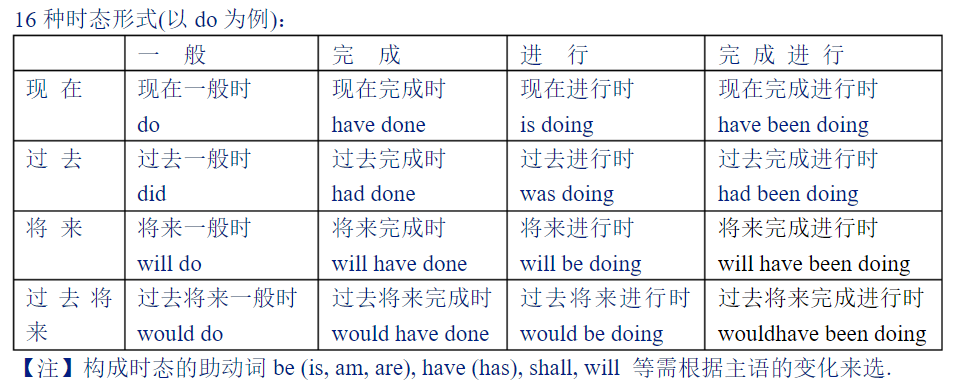 16 种时态形式(以 do 为例):
一 般 完 成 进 行 完 成 进 行
现 在 现在一般时 现在完成时 现在进行时 现在完成进行时
do have done is doing have been doing
过 去 过去一般时 过去完成时 过去进行时 过去完成进行时
did had done was doing had been doing
将 来 将来一般时 将来完成时 将来进行时 将来完成进行时
will do will have done will be doing will have been doing
过 去 将 过去将来一般时 过去将来完成时 过去将来进行时 过去将来完成进行时
来 would do would have done would be doing wouldhave been doing
【注】构成时态的助动词 be (is, am, are), have (has), shall, will 等需根据主语的变化来选.